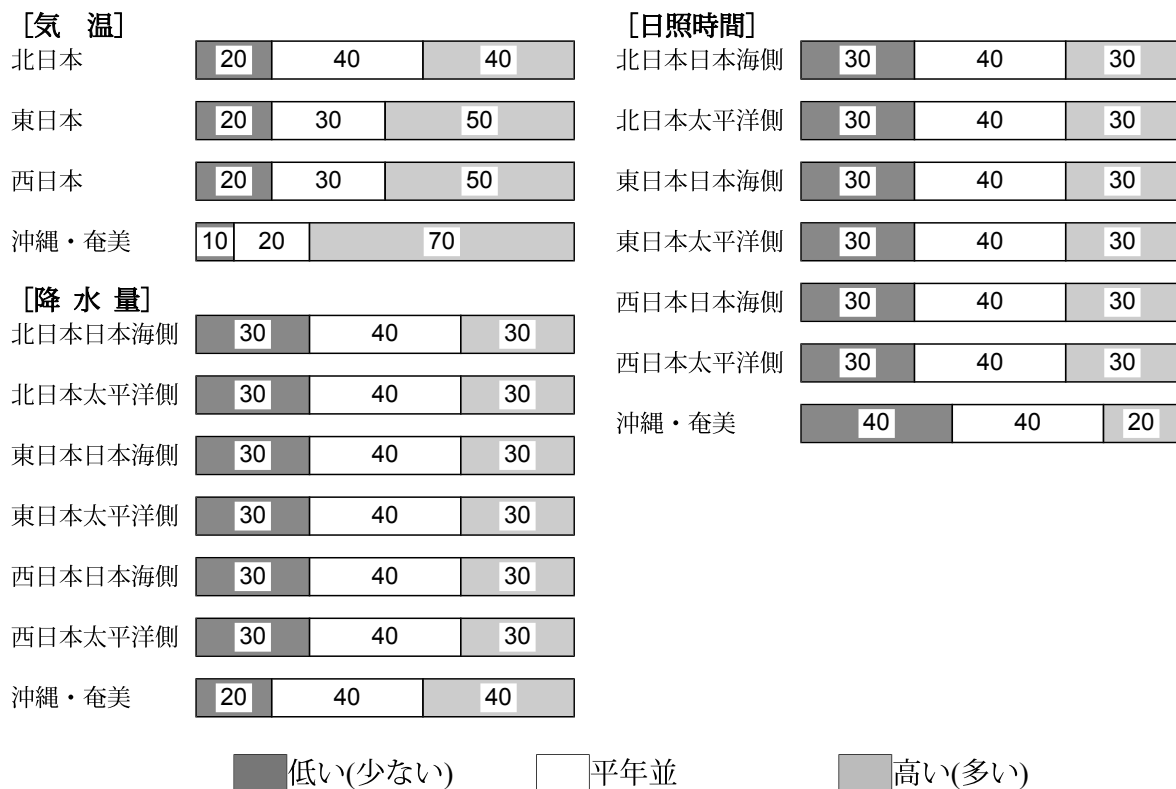 ［気　温］
北日本 20 40 40
東日本 20 30 50
西日本 20 30 50
沖縄・奄美 10 20 70
［降 水 量］
北日本日本海側 30 40 30
北日本太平洋側 30 40 30
東日本日本海側 30 40 30
東日本太平洋側 30 40 30
西日本日本海側 30 40 30
西日本太平洋側 30 40 30
沖縄・奄美 20 40 40
［日照時間］
北日本日本海側 30 40 30
北日本太平洋側 30 40 30
東日本日本海側 30 40 30
東日本太平洋側 30 40 30
西日本日本海側 30 40 30
西日本太平洋側 30 40 30
沖縄・奄美 40 40 20
低い(少ない) 平年並 高い(多い)